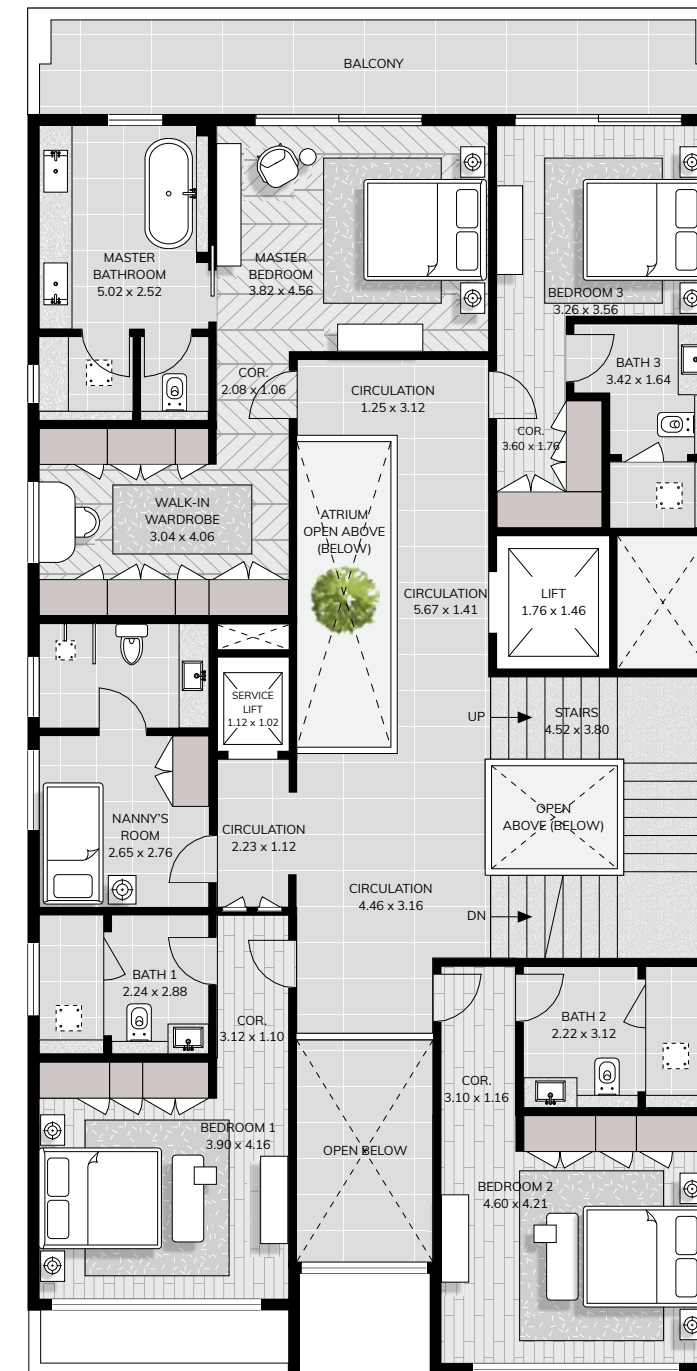 BALCONY
MASTER
BATHROOM
5.02 x 2.52
MASTER
BEDROOM
3.82 x 4.56
BEDROOM 3
3.26 x 3.56
BATH 3
3.42 x 1.64
COR.
2.08 x 1.06
CIRCULATION
1.25 x 3.12
COR.
3.60 x 1.76
WALK-IN
WARDROBE
3.04 x 4.06
ATRIUM
OPEN ABOVE
(BELOW)
CIRCULATION
5.67 x 1.41
LIFT
1.76 x 1.46
SERVICE
LIFT
1.12 x 1.02
UP
STAIRS
4.52 x 3.80
OPEN
ABOVE (BELOW)
NANNY'S
ROOM
2.65 x 2.76
CIRCULATION
2.23 x 1.12
CIRCULATION
4.46 x 3.16
DN
BATH 1
2.24 x 2.88
COR.
3.12 x 1.10
BATH 2
2.22 x 3.12
COR.
3.10 x 1.16
BEDROOM 1
3.90 x 4.16
OPEN BELOW
BEDROOM 2
4.60 x 4.21